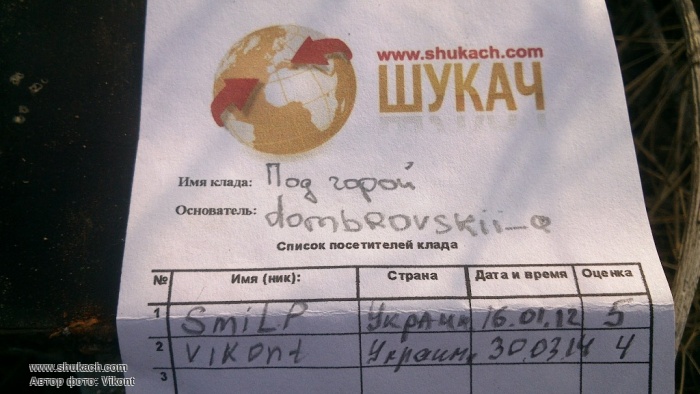 www.shukach.com
ШУКАЧ
Имя клада: Под горой
Основатель: dombrovskii_a
Список посетителей клада
№ Имя (ник): Страна Дата и время Оценка
1 SmiLP Украин 16.01.12 5
2 VIKont Украина 30.03.14 4
3
www.shukach.com
Автор фото: Vikont